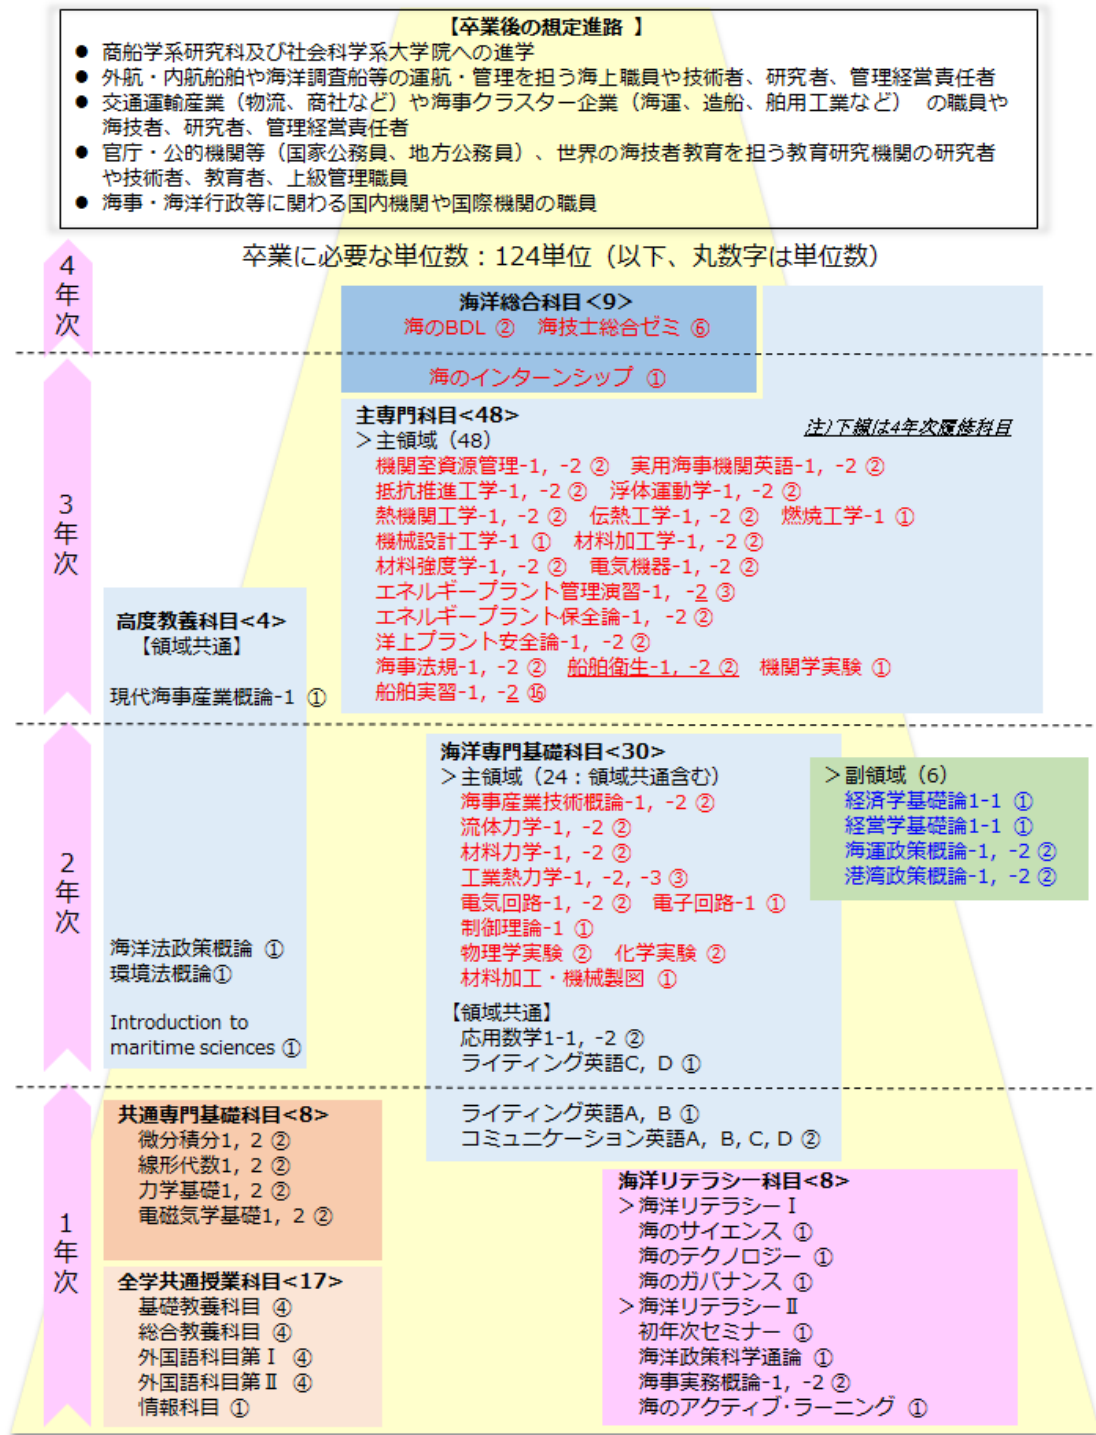 【卒業後の想定進路 】
● 商船学系研究科及び社会科学系大学院への進学
● 外航・内航船舶や海洋調査船等の運航・管理を担う海上職員や技術者、研究者、管理経営責任者
● 交通運輸産業（物流、商社など）や海事クラスター企業（海運、造船、舶用工業など） の職員や
海技者、研究者、管理経営責任者
● 官庁・公的機関等（国家公務員、地方公務員）、世界の海技者教育を担う教育研究機関の研究者
や技術者、教育者、上級管理職員
● 海事・海洋行政等に関わる国内機関や国際機関の職員
卒業に必要な単位数：124単位（以下、丸数字は単位数）
4年次
海洋総合科目<9>
海のBDL ② 海技士総合ゼミ ⑥
海のインターンシップ ①
3年次
主専門科目<48>
＞主領域（48）
注)下線は4年次履修科目
機関室資源管理-1, -2 ② 実用海事機関英語-1, -2 ②
抵抗推進工学-1, -2 ② 浮体運動学-1, -2 ②
熱機関工学-1, -2 ② 伝熱工学-1, -2 ② 燃焼工学-1 ①
機械設計工学-1 ① 材料加工学-1, -2 ②
材料強度学-1, -2 ② 電気機器-1, -2 ②
エネルギープラント管理演習-1, -2 ③
エネルギープラント保全論-1, -2 ②
洋上プラント安全論-1, -2 ②
海事法規-1, -2 ② 船舶衛生-1, -2 ② 機関学実験 ①
船舶実習-1, -2 ⑯
高度教養科目<4>
【領域共通】
現代海事産業概論-1 ①
海洋法政策概論 ①
環境法概論①
Introduction to
maritime sciences ①
2年次
海洋専門基礎科目<30>
＞主領域（24：領域共通含む）
海事産業技術概論-1, -2 ②
流体力学-1, -2 ②
材料力学-1, -2 ②
工業熱力学-1, -2, -3 ③
電気回路-1, -2 ② 電子回路-1 ①
制御理論-1 ①
物理学実験 ② 化学実験 ②
材料加工・機械製図 ①
【領域共通】
応用数学1-1, -2 ②
ライティング英語C, D ①
ライティング英語A, B ①
コミュニケーション英語A, B, C, D ②
＞副領域（6）
経済学基礎論1-1 ①
経営学基礎論1-1 ①
海運政策概論-1, -2 ②
港湾政策概論-1, -2 ②
1年次
共通専門基礎科目<8>
微分積分1, 2 ②
線形代数1, 2 ②
力学基礎1, 2 ②
電磁気学基礎1, 2 ②
全学共通授業科目<17>
基礎教養科目 ④
総合教養科目 ④
外国語科目第Ⅰ ④
外国語科目第Ⅱ ④
情報科目 ①
海洋リテラシー科目<8>
＞海洋リテラシーⅠ
海のサイエンス ①
海のテクノロジー ①
海のガバナンス ①
＞海洋リテラシーⅡ
初年次セミナー ①
海洋政策科学通論 ①
海事実務概論-1, -2 ②
海のアクティブ・ラーニング ①